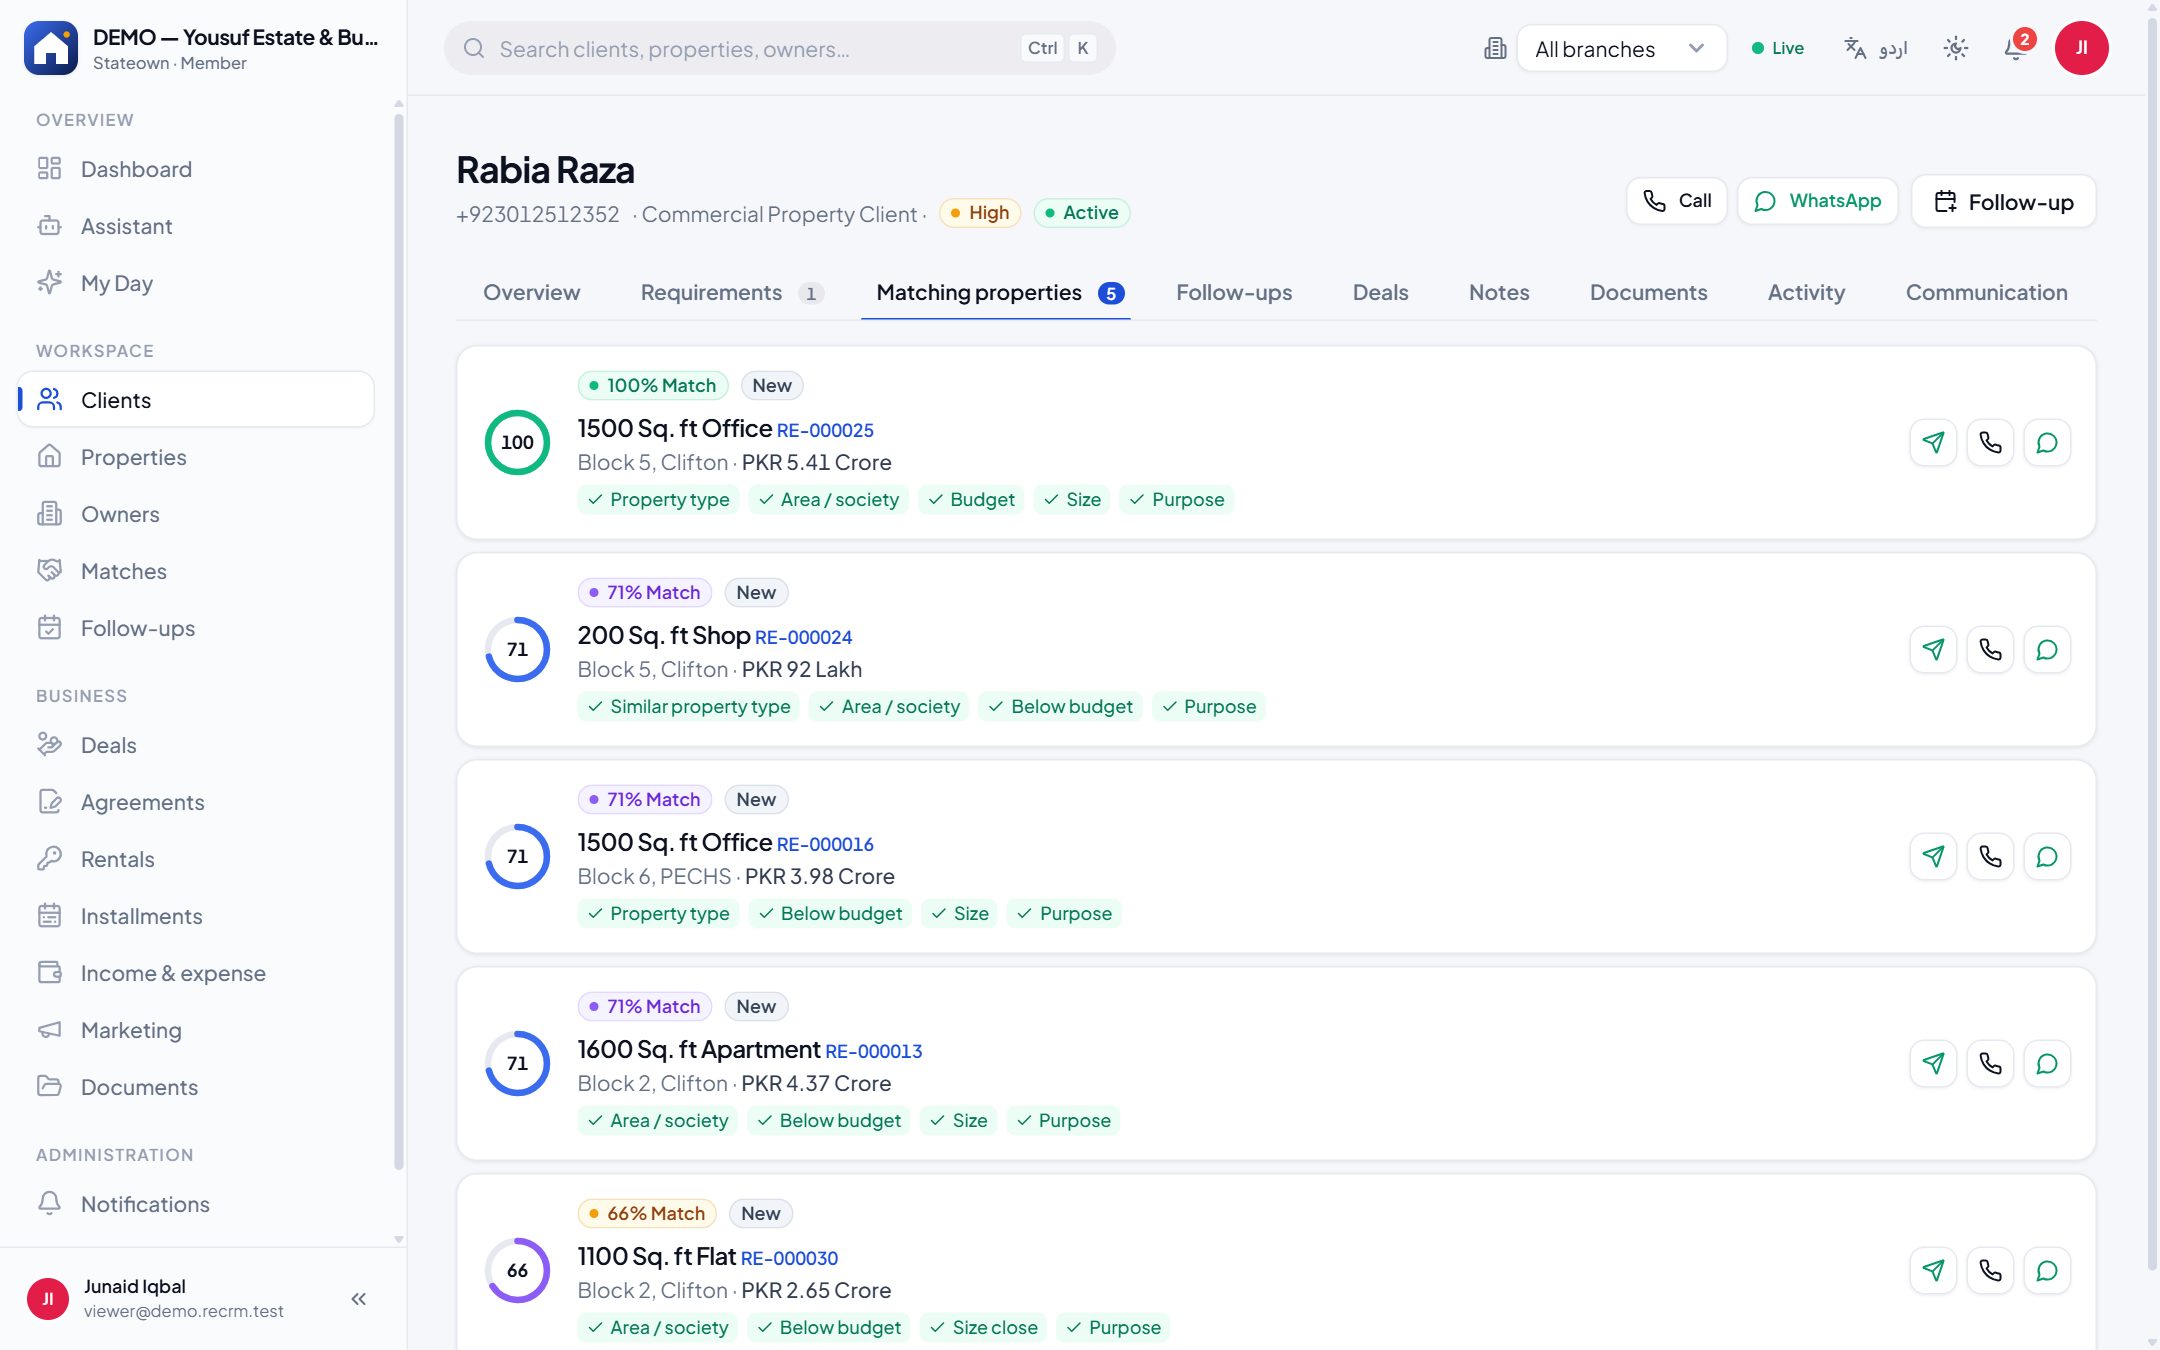 DEMO — Yousuf Estate & Bu...
Stateown · Member
OVERVIEW
Dashboard
Assistant
My Day
WORKSPACE
Clients
Properties
Owners
Matches
Follow-ups
BUSINESS
Deals
Agreements
Rentals
Installments
Income & expense
Marketing
Documents
ADMINISTRATION
Notifications
JI
Junaid Iqbal
viewer@demo.recrm.test
Search clients, properties, owners...
Ctrl K
All branches
Live
اردو
2
JI
Rabia Raza
+923012512352 · Commercial Property Client · High Active
Call
WhatsApp
Follow-up
Overview Requirements 1 Matching properties 5 Follow-ups Deals Notes Documents Activity Communication
100% Match New
100
1500 Sq. ft Office RE-000025
Block 5, Clifton · PKR 5.41 Crore
Property type Area / society Budget Size Purpose
71% Match New
71
200 Sq. ft Shop RE-000024
Block 5, Clifton · PKR 92 Lakh
Similar property type Area / society Below budget Purpose
71% Match New
71
1500 Sq. ft Office RE-000016
Block 6, PECHS · PKR 3.98 Crore
Property type Below budget Size Purpose
71% Match New
71
1600 Sq. ft Apartment RE-000013
Block 2, Clifton · PKR 4.37 Crore
Area / society Below budget Size Purpose
66% Match New
66
1100 Sq. ft Flat RE-000030
Block 2, Clifton · PKR 2.65 Crore
Area / society Below budget Size close Purpose